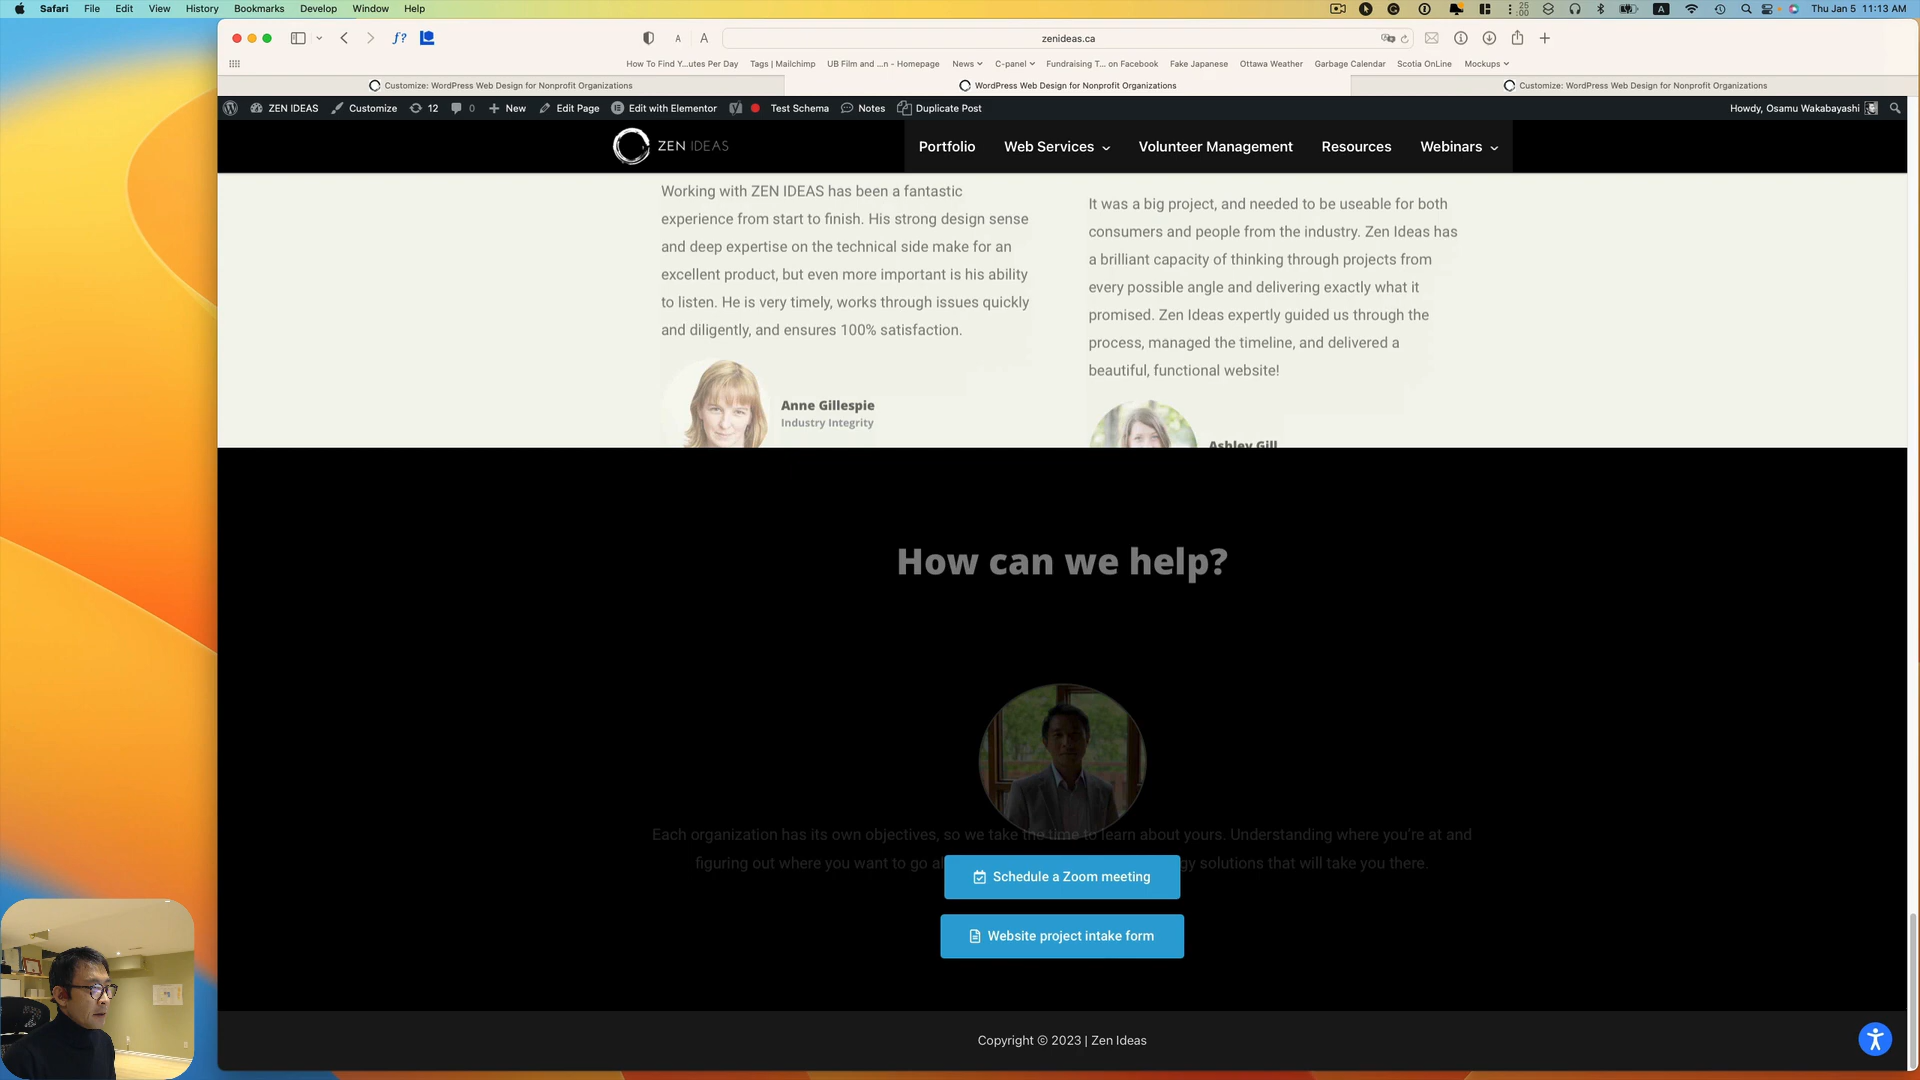 Safari File Edit View History Bookmarks Develop Window Help
25
:00
A
Thu Jan 5 11:13 AM
f?
A A
zenideas.ca
How To Find Y...utes Per Day Tags | Mailchimp UB Film and ...n - Homepage News C-panel Fundraising T... on Facebook Fake Japanese Ottawa Weather Garbage Calendar Scotia OnLine Mockups
Customize: WordPress Web Design for Nonprofit Organizations
WordPress Web Design for Nonprofit Organizations
Customize: WordPress Web Design for Nonprofit Organizations
ZEN IDEAS Customize 12 0 New Edit Page Edit with Elementor Test Schema Notes Duplicate Post
Howdy, Osamu Wakabayashi
ZEN IDEAS
Portfolio Web Services Volunteer Management Resources Webinars
Working with ZEN IDEAS has been a fantastic
experience from start to finish. His strong design sense
and deep expertise on the technical side make for an
excellent product, but even more important is his ability
to listen. He is very timely, works through issues quickly
and diligently, and ensures 100% satisfaction.
Anne Gillespie
Industry Integrity
It was a big project, and needed to be useable for both
consumers and people from the industry. Zen Ideas has
a brilliant capacity of thinking through projects from
every possible angle and delivering exactly what it
promised. Zen Ideas expertly guided us through the
process, managed the timeline, and delivered a
beautiful, functional website!
Ashley Gill
How can we help?
Each organization has its own objectives, so we take the time to learn about yours. Understanding where you're at and
figuring out where you want to go al
gy solutions that will take you there.
Schedule a Zoom meeting
Website project intake form
Copyright © 2023 | Zen Ideas